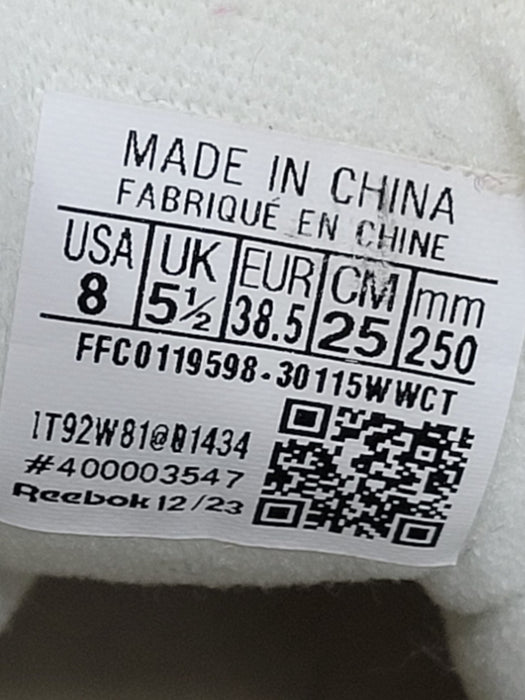 MADE IN CHINA
FABRIQUÉ EN CHINE
USA UK EUR CM mm
8 5½ 38.5 25 250
FFC0119598-30115WWCT
1T92W81@01434
#400003547
Reebok 12/23